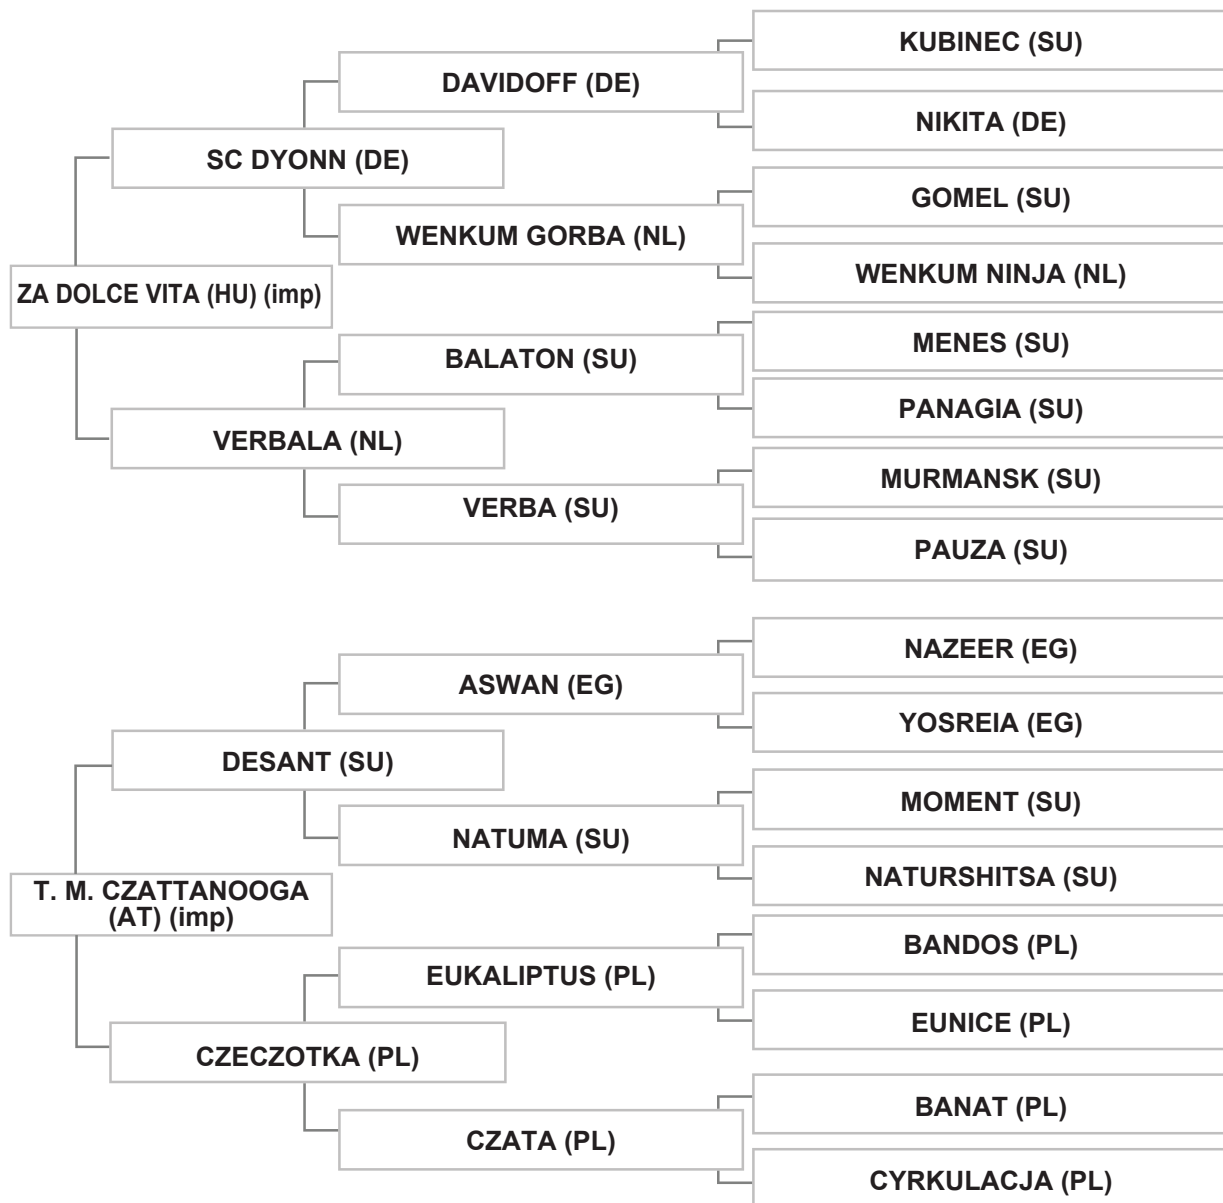 KUBINEC (SU)
DAVIDOFF (DE)
NIKITA (DE)
SC DYONN (DE)
GOMEL (SU)
WENKUM GORBA (NL)
WENKUM NINJA (NL)
ZA DOLCE VITA (HU) (imp)
MENES (SU)
BALATON (SU)
PANAGIA (SU)
VERBALA (NL)
MURMANSK (SU)
VERBA (SU)
PAUZA (SU)
NAZEER (EG)
ASWAN (EG)
YOSREIA (EG)
DESANT (SU)
MOMENT (SU)
NATUMA (SU)
NATURSHITSA (SU)
T. M. CZATTANOOGA
(AT) (imp)
BANDOS (PL)
EUKALIPTUS (PL)
EUNICE (PL)
CZECZOTKA (PL)
BANAT (PL)
CZATA (PL)
CYRKULACJA (PL)